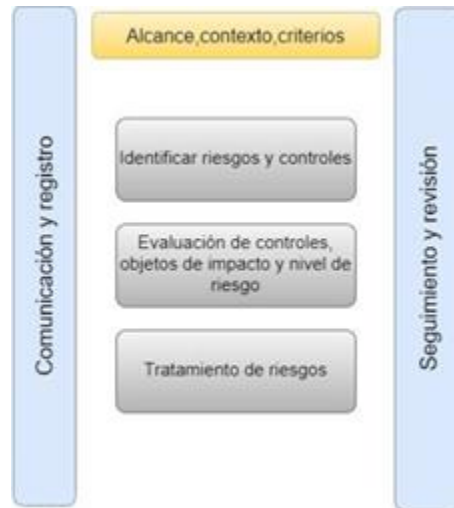 Comunicación y registro
Alcance,contexto,criterios
Identificar riesgos y controles
Evaluación de controles,
objetos de impacto y nivel de
riesgo
Tratamiento de riesgos
Seguimiento y revisión